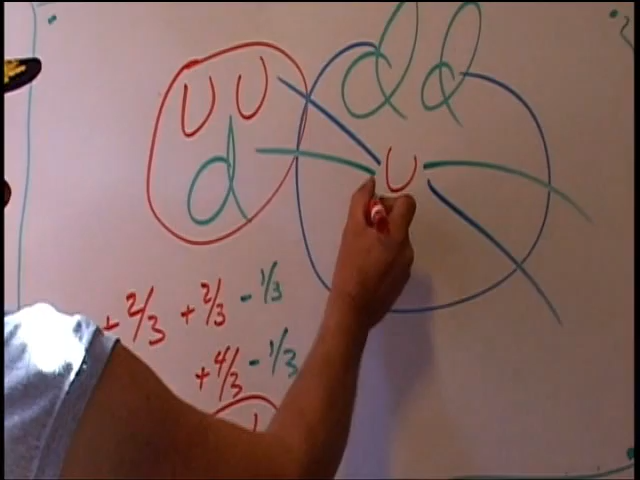 d d
U U
U
d
+2/3 +2/3 -1/3
+4/3 -1/3